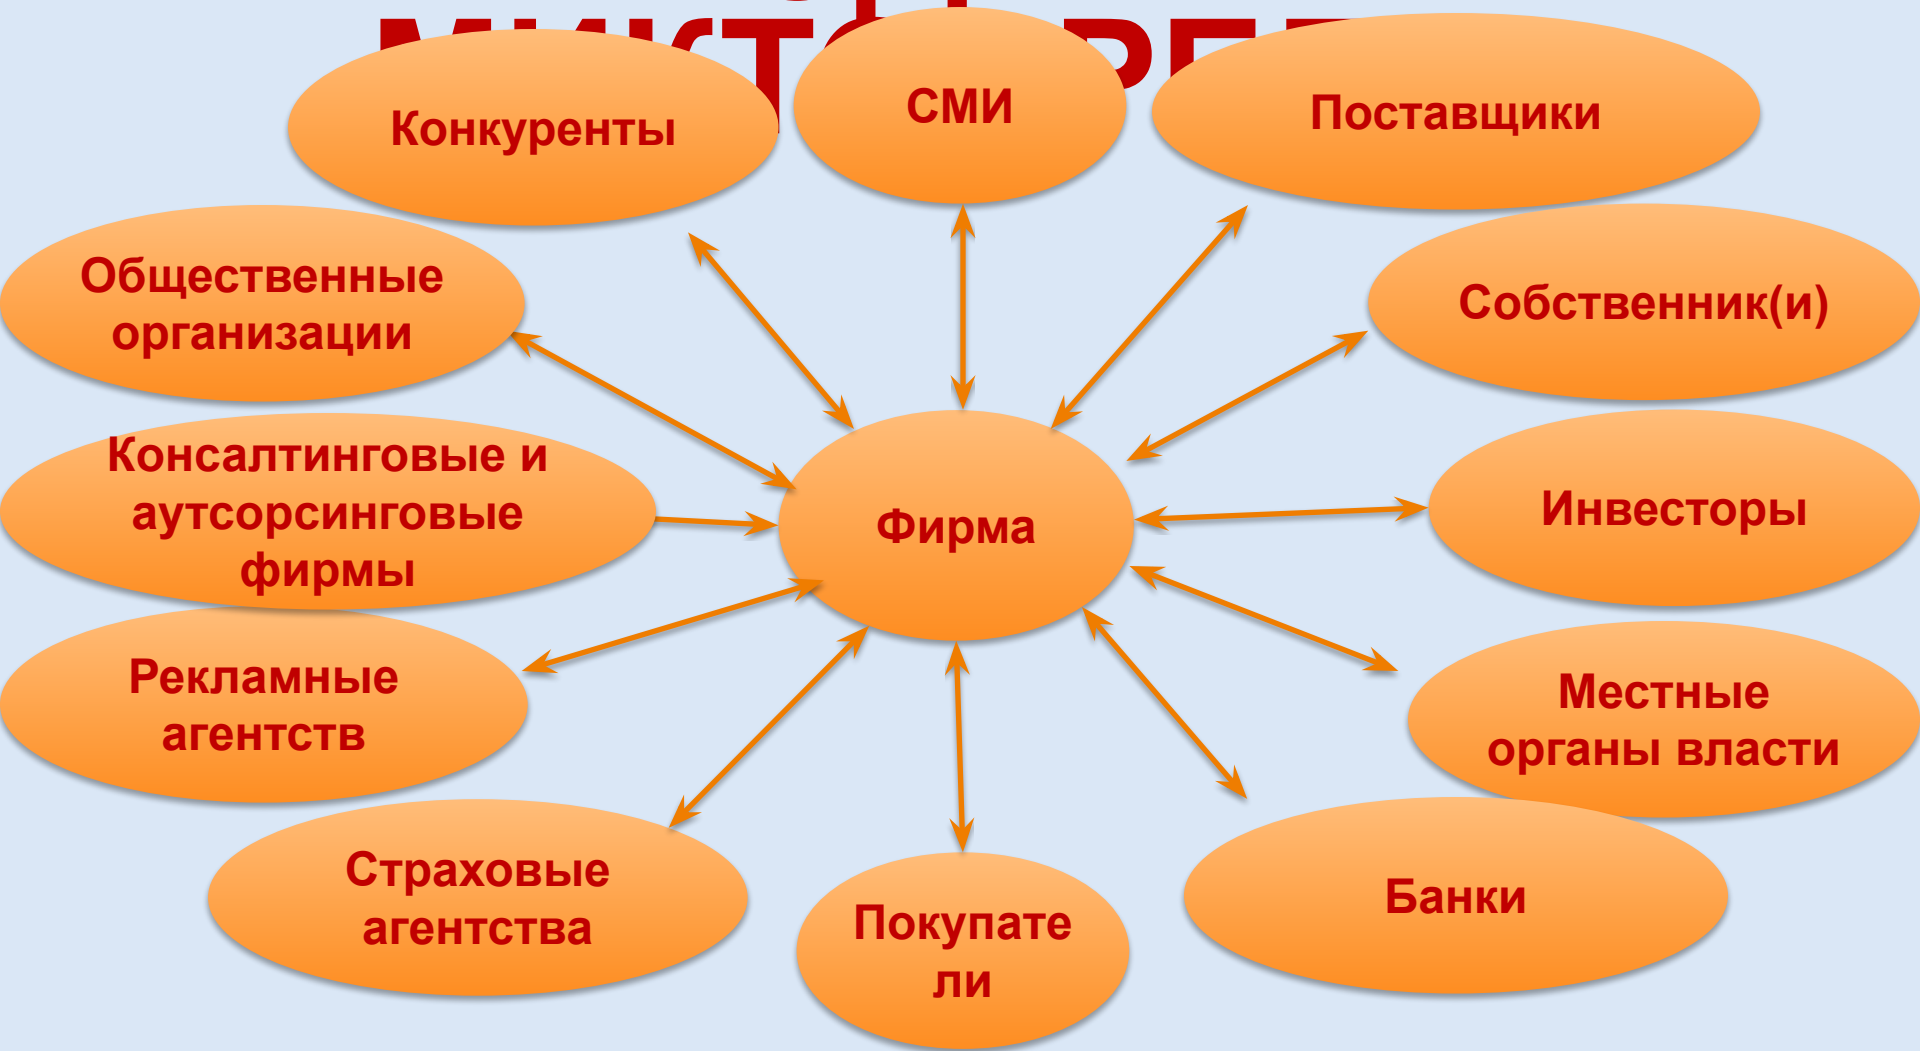 СМИ
Поставщики
Конкуренты
Общественные
организации
Собственник(и)
Консалтинговые и
аутсорсинговые
фирмы
Фирма
Инвесторы
Рекламные
агентств
Местные
органы власти
Страховые
агентства
Покупате
ли
Банки